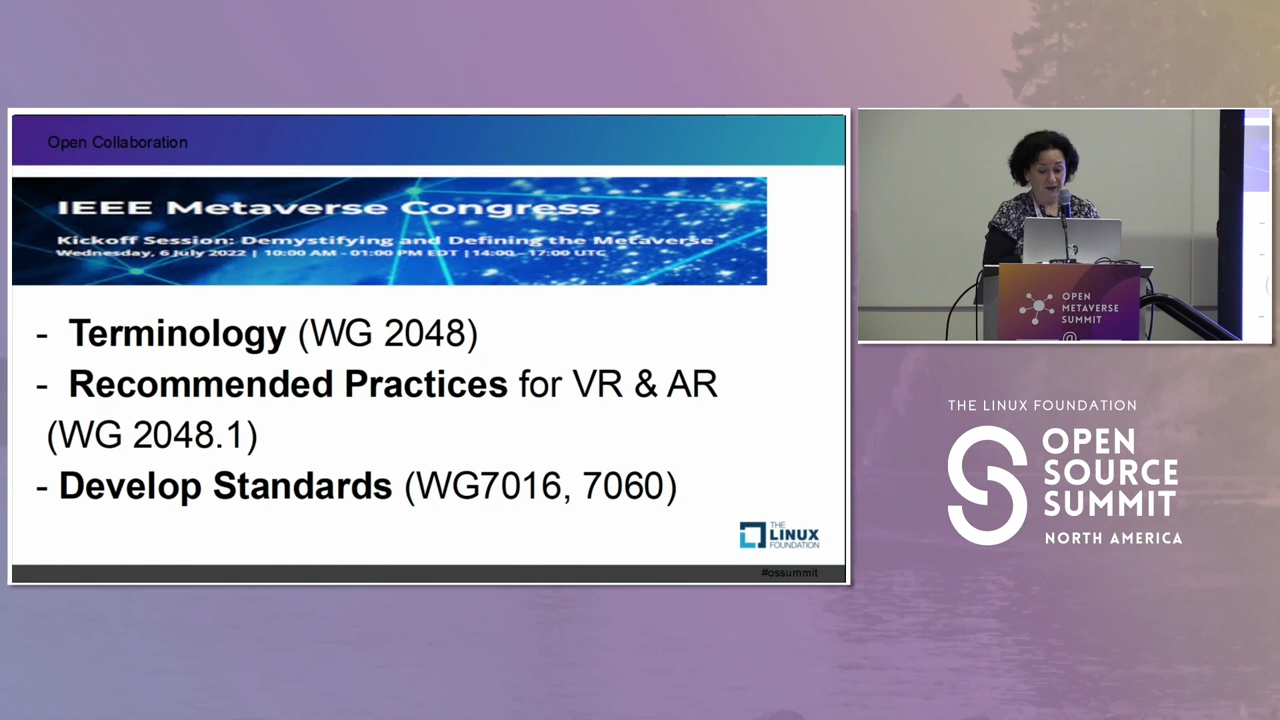 Open Collaboration
IEEE Metaverse Congress
Kickoff Session: Demystifying and Defining the Metaverse
Wednesday, 6 July 2022 | 10:00 AM - 01:00 PM EDT | 14:00 - 17:00 UTC
- Terminology (WG 2048)
- Recommended Practices for VR & AR
(WG 2048.1)
- Develop Standards (WG7016, 7060)
THE
LINUX
FOUNDATION
#ossummit
OPEN
METAVERSE
SUMMIT
@
THE LINUX FOUNDATION
OPEN
SOURCE
SUMMIT
NORTH AMERICA